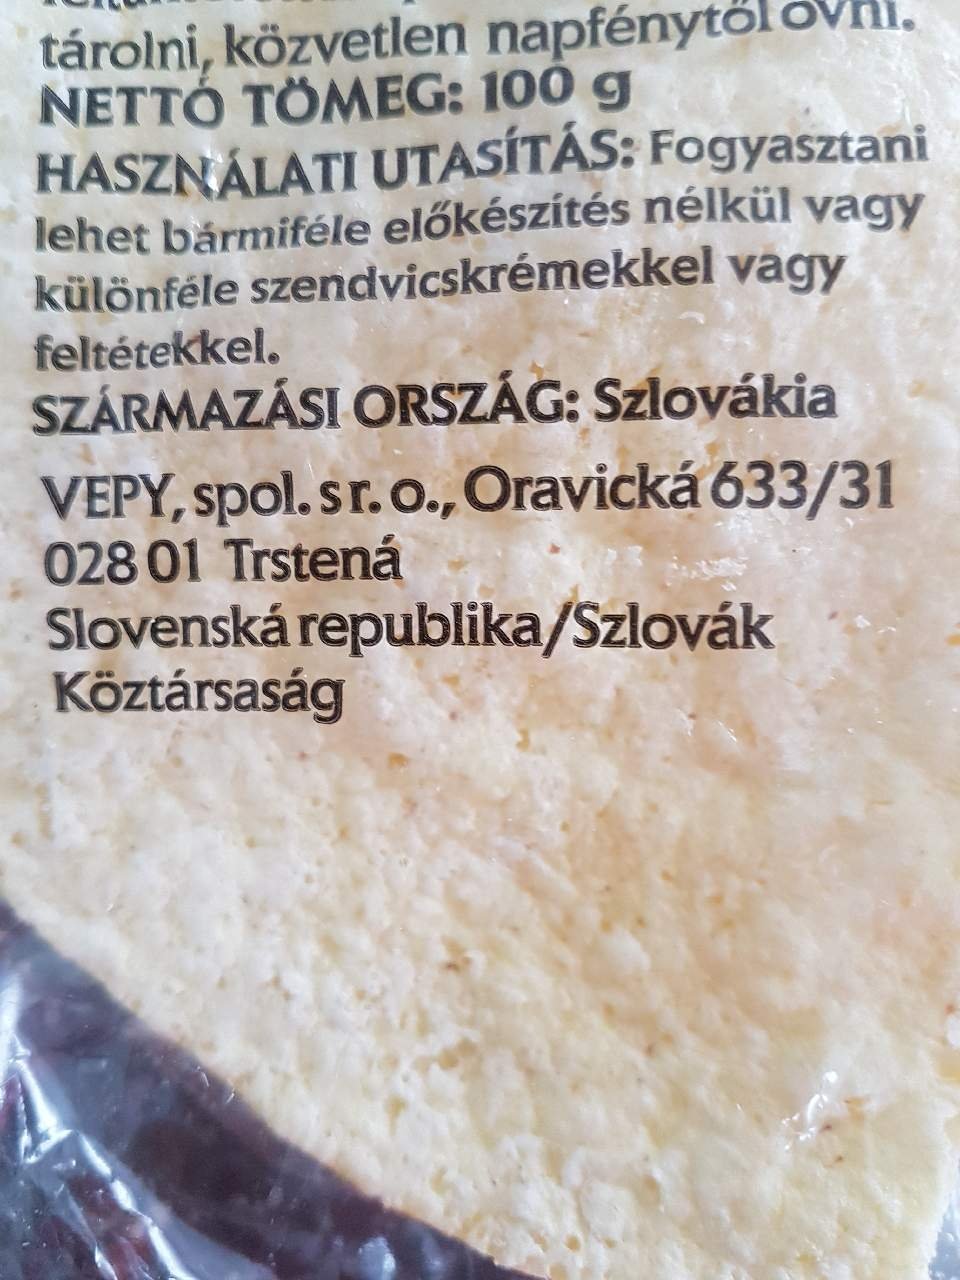 tárolni, közvetlen napfénytől óvni.
NETTÓ TÖMEG: 100 g
HASZNÁLATI UTASÍTÁS: Fogyasztani
lehet bármiféle előkészítés nélkül vagy
különféle szendvicskrémekkel vagy
feltétekkel.
SZÁRMAZÁSI ORSZÁG: Szlovákia
VEPY, spol. s r. o., Oravická 633/31
028 01 Trstená
Slovenská republika/Szlovák
Köztársaság